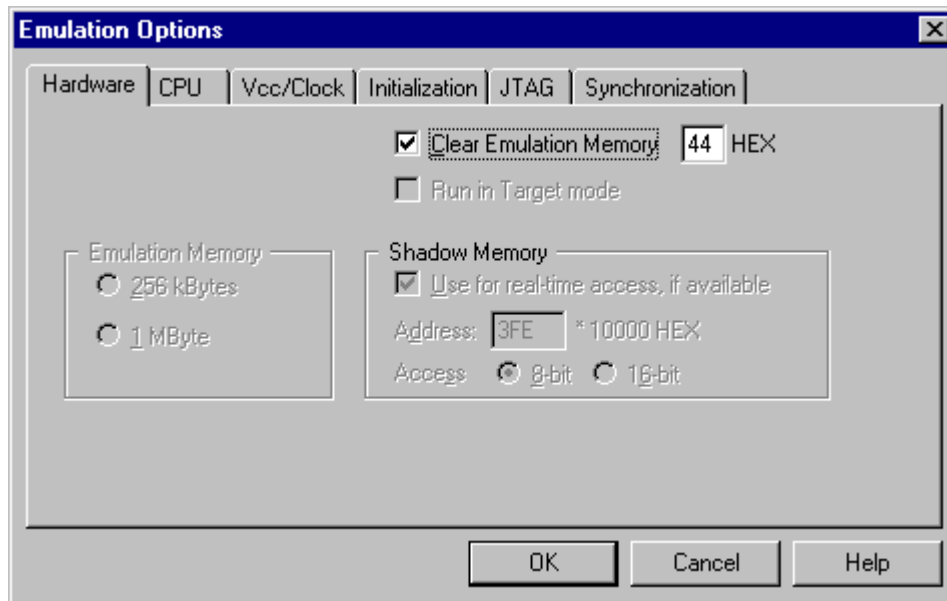 Emulation Options
Hardware CPU Vcc/Clock Initialization JTAG Synchronization
Clear Emulation Memory 44 HEX
Run in Target mode
Emulation Memory
256 kBytes
1 MByte
Shadow Memory
Use for real-time access, if available
Address: 3FE * 10000 HEX
Access 8-bit 16-bit
OK Cancel Help